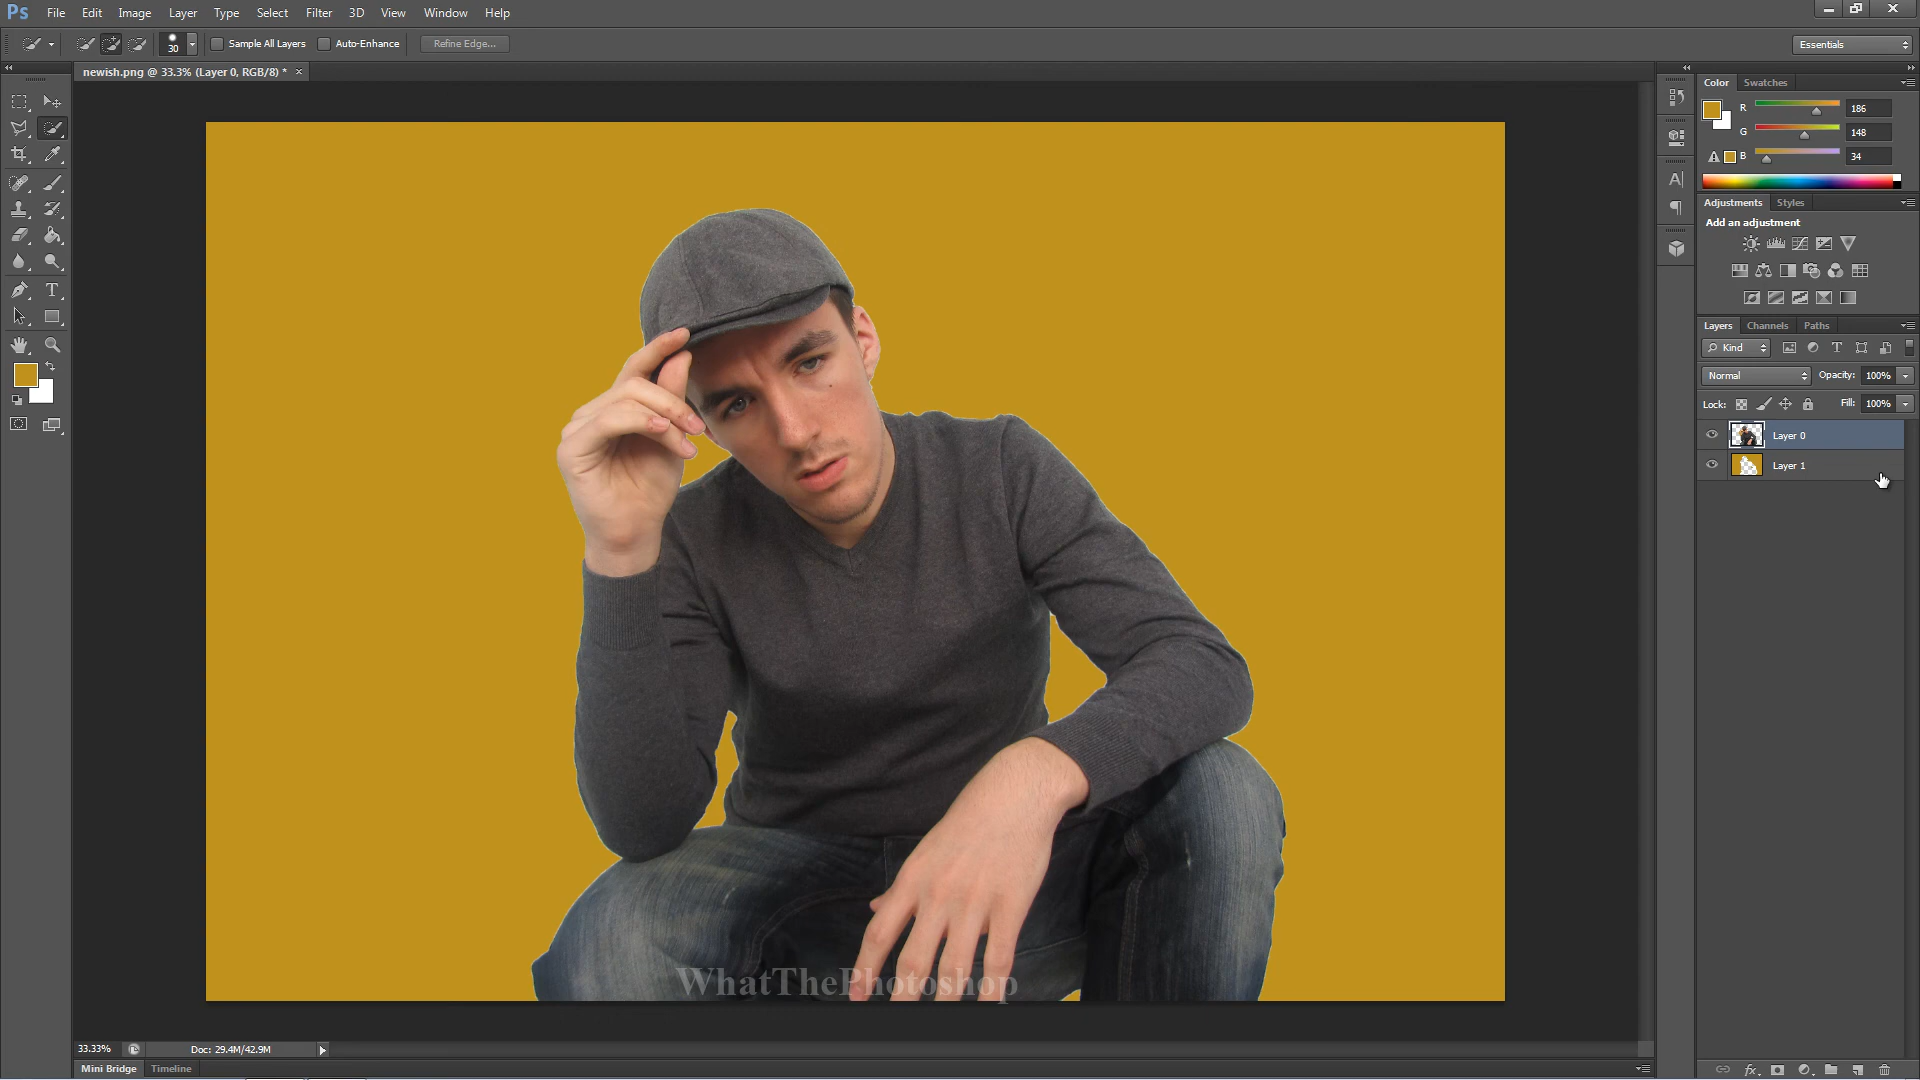 Ps File Edit Image Layer Type Select Filter 3D View Window Help
30 Sample All Layers Auto-Enhance Refine Edge... Essentials
newish.png @ 33.3% (Layer 0, RGB/8) * ×
Color Swatches
R 186
G 148
B 34
Adjustments Styles
Add an adjustment
Layers Channels Paths
Kind
Normal Opacity: 100%
Lock: Fill: 100%
Layer 0
Layer 1
WhatThePhotoshop
33.33% Doc: 29.4M/42.9M
Mini Bridge Timeline